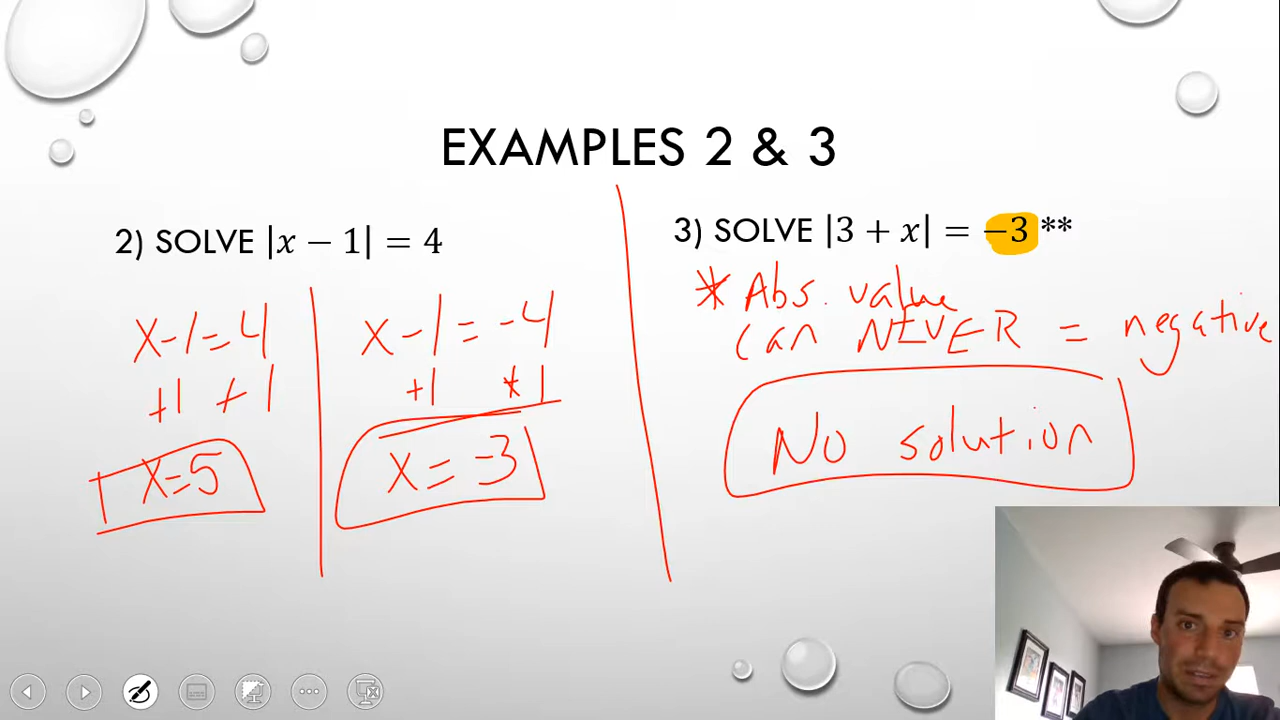 EXAMPLES 2 & 3
2) SOLVE |x − 1| = 4
x-1=4
+1 +1
x=5
x-1=-4
+1 +1
x=-3
3) SOLVE |3 + x| = −3 **
* Abs. value
can NEVER = negative
No solution